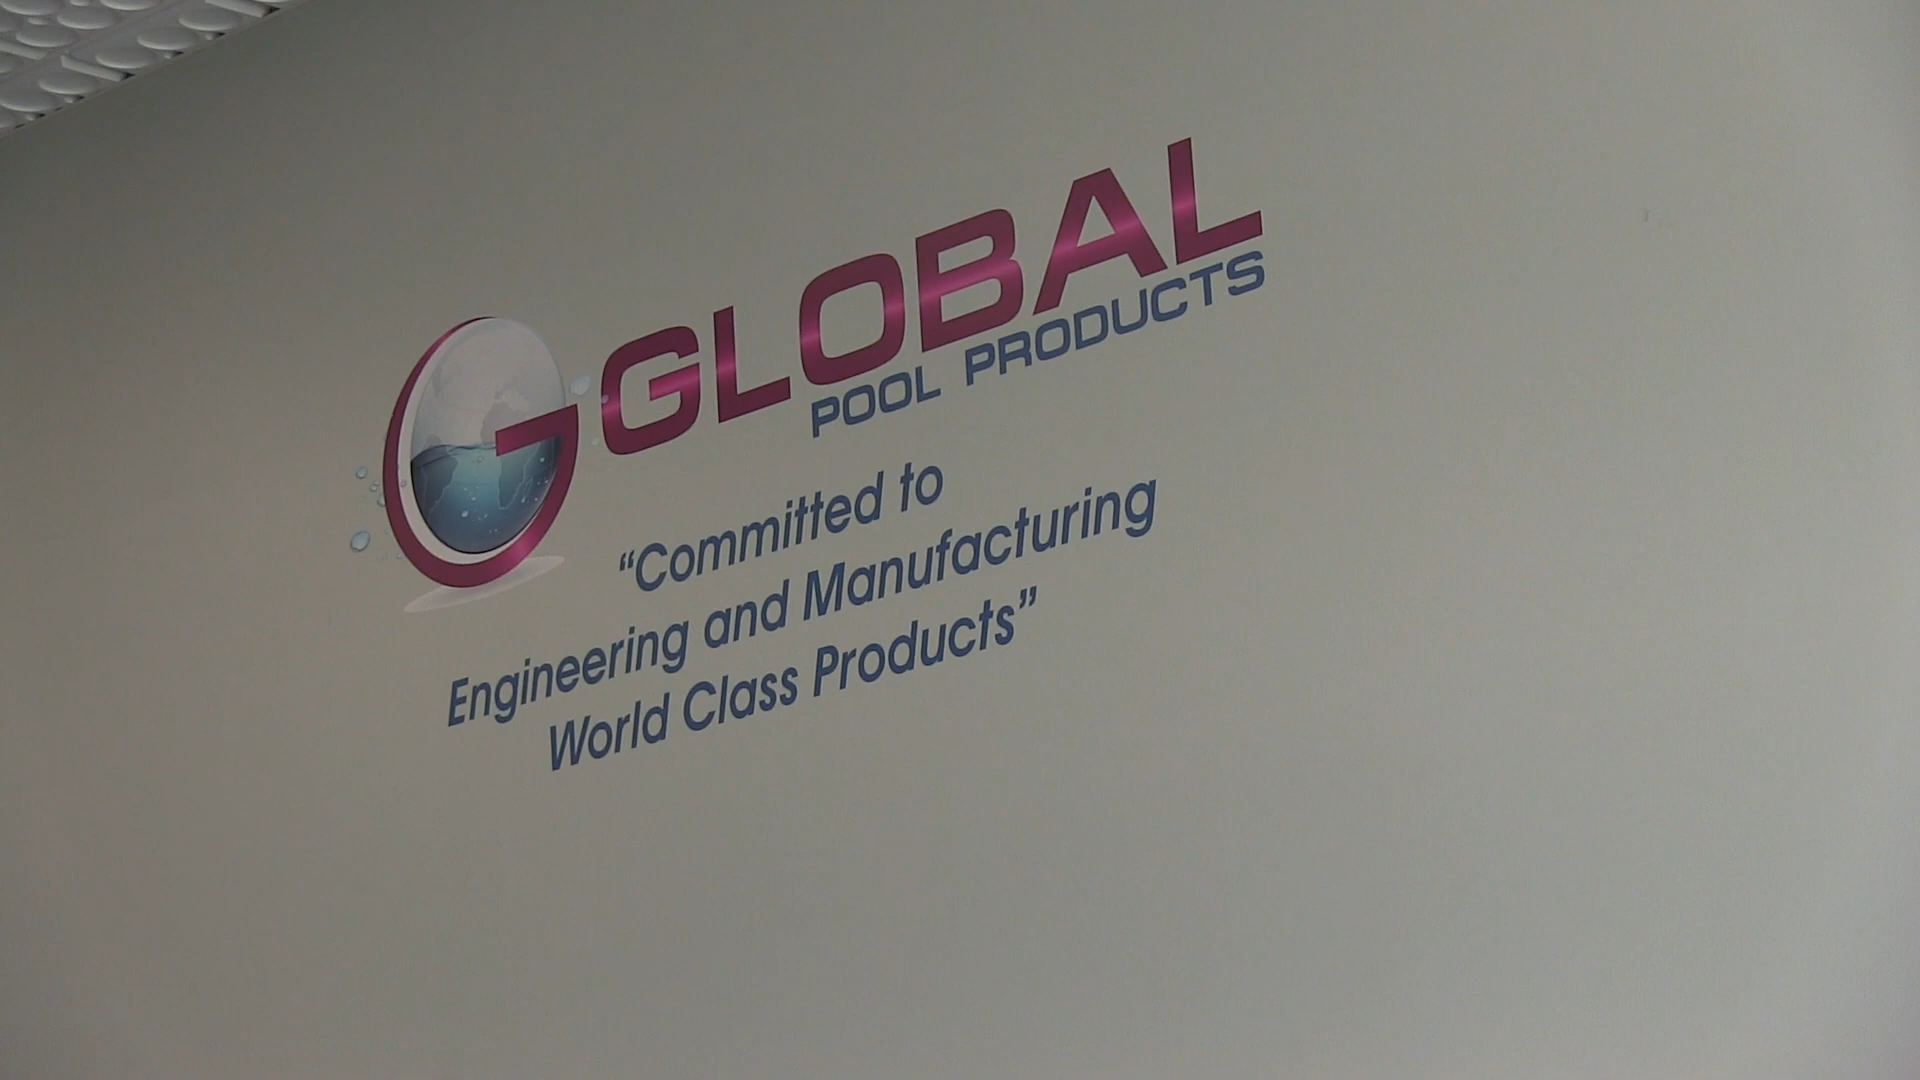 GLOBAL
POOL PRODUCTS
“Committed to
Engineering and Manufacturing
World Class Products”